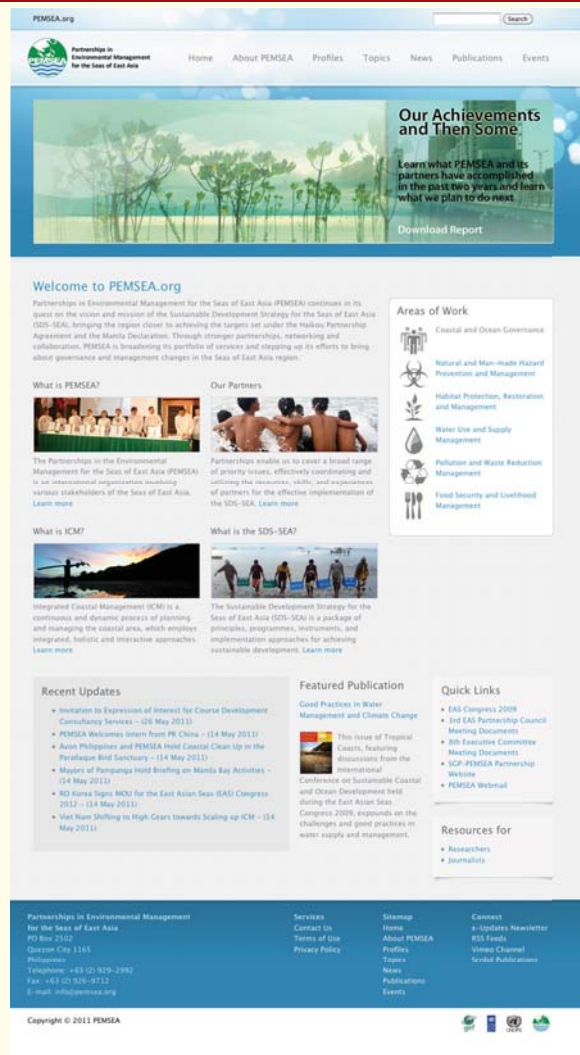 PEMSEA.org
Search
PEMSEA
Partnerships in
Environmental Management
for the Seas of East Asia
Home About PEMSEA Profiles Topics News Publications Events
Our Achievements
and Then Some
Learn what PEMSEA and its
partners have accomplished
in the past two years and learn
what we plan to do next
Download Report
Welcome to PEMSEA.org
Partnerships in Environmental Management for the Seas of East Asia (PEMSEA) continues in its
quest on the vision and mission of the Sustainable Development Strategy for the Seas of East Asia
(SDS-SEA), bringing the region closer to achieving the targets set under the Haikou Partnership
Agreement and the Manila Declaration. Through stronger partnerships, networking and
collaboration, PEMSEA is broadening its portfolio of services and stepping up its efforts to bring
about governance and management changes in the Seas of East Asia region.
Areas of Work
Coastal and Ocean Governance
Natural and Man-made Hazard
Prevention and Management
Habitat Protection, Restoration
and Management
Water Use and Supply
Management
Pollution and Waste Reduction
Management
Food Security and Livelihood
Management
What is PEMSEA?
The Partnerships in the Environmental
Management for the Seas of East Asia (PEMSEA)
is an international organization involving
various stakeholders of the Seas of East Asia.
Learn more
Our Partners
Partnerships enable us to cover a broad range
of priority issues, effectively coordinating and
utilizing the resources, skills, and experiences
of partners for the effective implementation of
the SDS-SEA. Learn more
What is ICM?
Integrated Coastal Management (ICM) is a
continuous and dynamic process of planning
and managing the coastal area, which employs
integrated, holistic and interactive approaches.
Learn more
What is the SDS-SEA?
The Sustainable Development Strategy for the
Seas of East Asia (SDS-SEA) is a package of
principles, programmes, instruments, and
implementation approaches for achieving
sustainable development. Learn more
Recent Updates
• Invitation to Expression of Interest for Course Development
Consultancy Services - (26 May 2011)
• PEMSEA Welcomes Intern from PR China - (14 May 2011)
• Avon Philippines and PEMSEA Hold Coastal Clean Up in the
Parañaque Bird Sanctuary - (14 May 2011)
• Mayors of Pampanga Hold Briefing on Manila Bay Activities -
(14 May 2011)
• RO Korea Signs MOU for the East Asian Seas (EAS) Congress
2012 - (14 May 2011)
• Viet Nam Shifting to High Gears towards Scaling up ICM - (14
May 2011)
Featured Publication
Good Practices in Water
Management and Climate Change
This issue of Tropical
Coasts, featuring
discussions from the
International
Conference on Sustainable Coastal
and Ocean Development held
during the East Asian Seas
Congress 2009, expounds on the
challenges and good practices in
water supply and management.
Quick Links
• EAS Congress 2009
• 3rd EAS Partnership Council
Meeting Documents
• 8th Executive Committee
Meeting Documents
• SGP-PEMSEA Partnership
Website
• PEMSEA Webmail
Resources for
• Researchers
• Journalists
Partnerships in Environmental Management
for the Seas of East Asia
PO Box 2502
Quezon City 1165
Philippines
Telephone: +63 (2) 929-2992
Fax: +63 (2) 926-9712
E-mail: info@pemsea.org
Services
Contact Us
Terms of Use
Privacy Policy
Sitemap
Home
About PEMSEA
Profiles
Topics
News
Publications
Events
Connect
e-Updates Newsletter
RSS Feeds
Vimeo Channel
Scribd Publications
Copyright © 2011 PEMSEA
gef
UNOPS